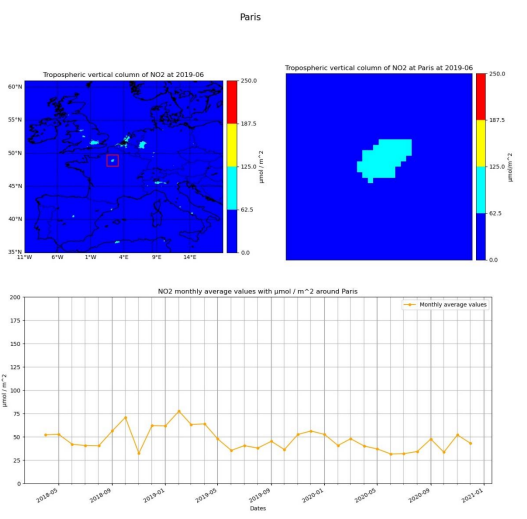 Paris
Tropospheric vertical column of NO2 at 2019-06
60°N
55°N
50°N
45°N
40°N
35°N
11°W 6°W 1°W 4°E 9°E 14°E
250.0
187.5
125.0
62.5
0.0
μmol / m^2
Tropospheric vertical column of NO2 at Paris at 2019-06
250.0
187.5
125.0
62.5
0.0
μmol/m^2
NO2 monthly average values with μmol / m^2 around Paris
Monthly average values
200
175
150
125
100
75
50
25
0
μmol / m^2
2018-05 2018-09 2019-01 2019-05 2019-09 2020-01 2020-05 2020-09 2021-01
Dates